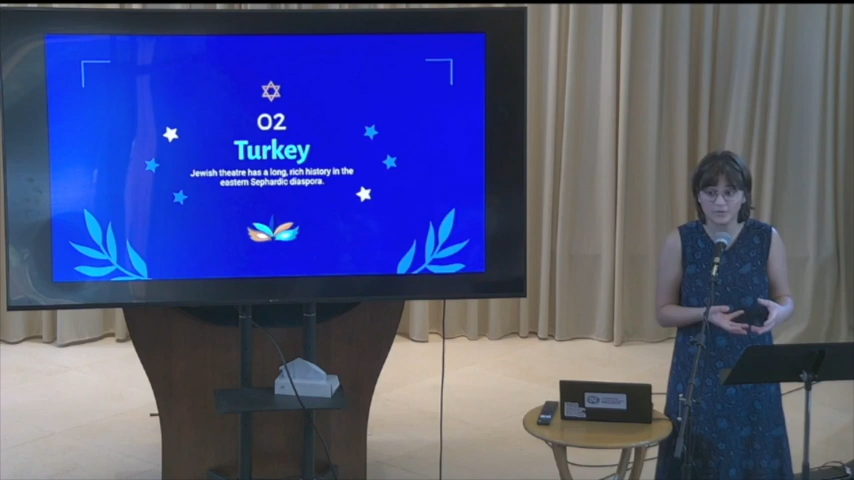 02
Turkey
Jewish theatre has a long, rich history in the
eastern Sephardic diaspora.